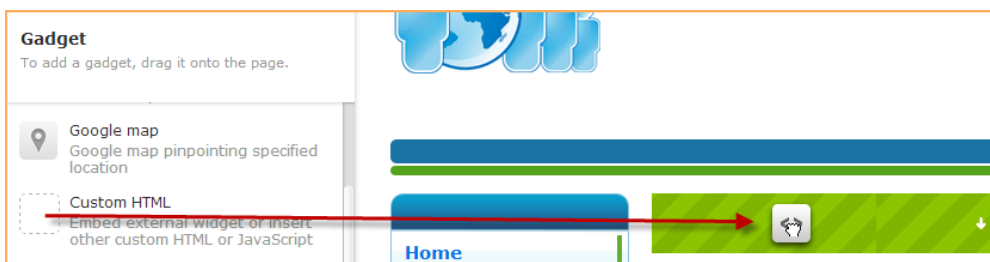 Gadget
To add a gadget, drag it onto the page.
Google map
Google map pinpointing specified
location
Custom HTML
Embed external widget or insert
other custom HTML or JavaScript
Home